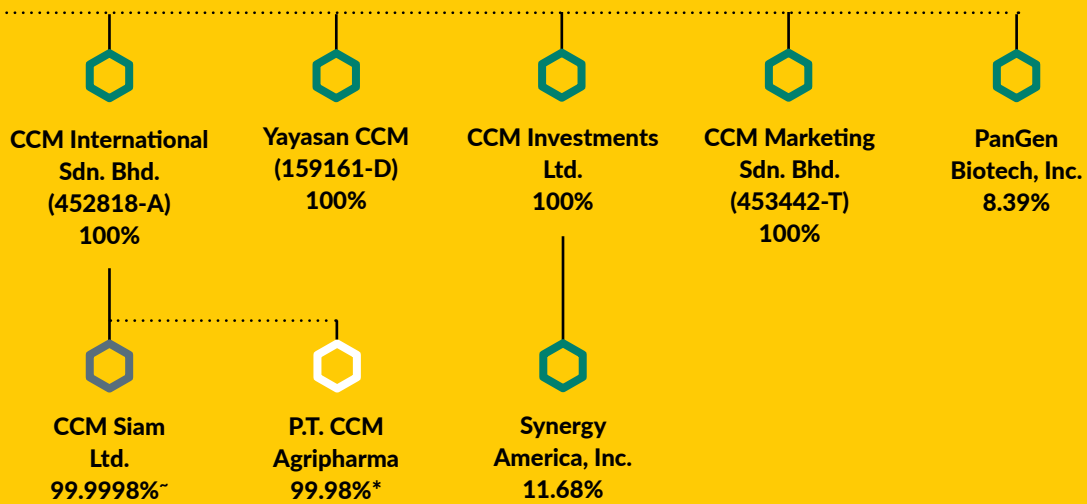 CCM International
Sdn. Bhd.
(452818-A)
100%
Yayasan CCM
(159161-D)
100%
CCM Investments
Ltd.
100%
CCM Marketing
Sdn. Bhd.
(453442-T)
100%
PanGen
Biotech, Inc.
8.39%
CCM Siam
Ltd.
99.9998%~
P.T. CCM
Agripharma
99.98%*
Synergy
America, Inc.
11.68%